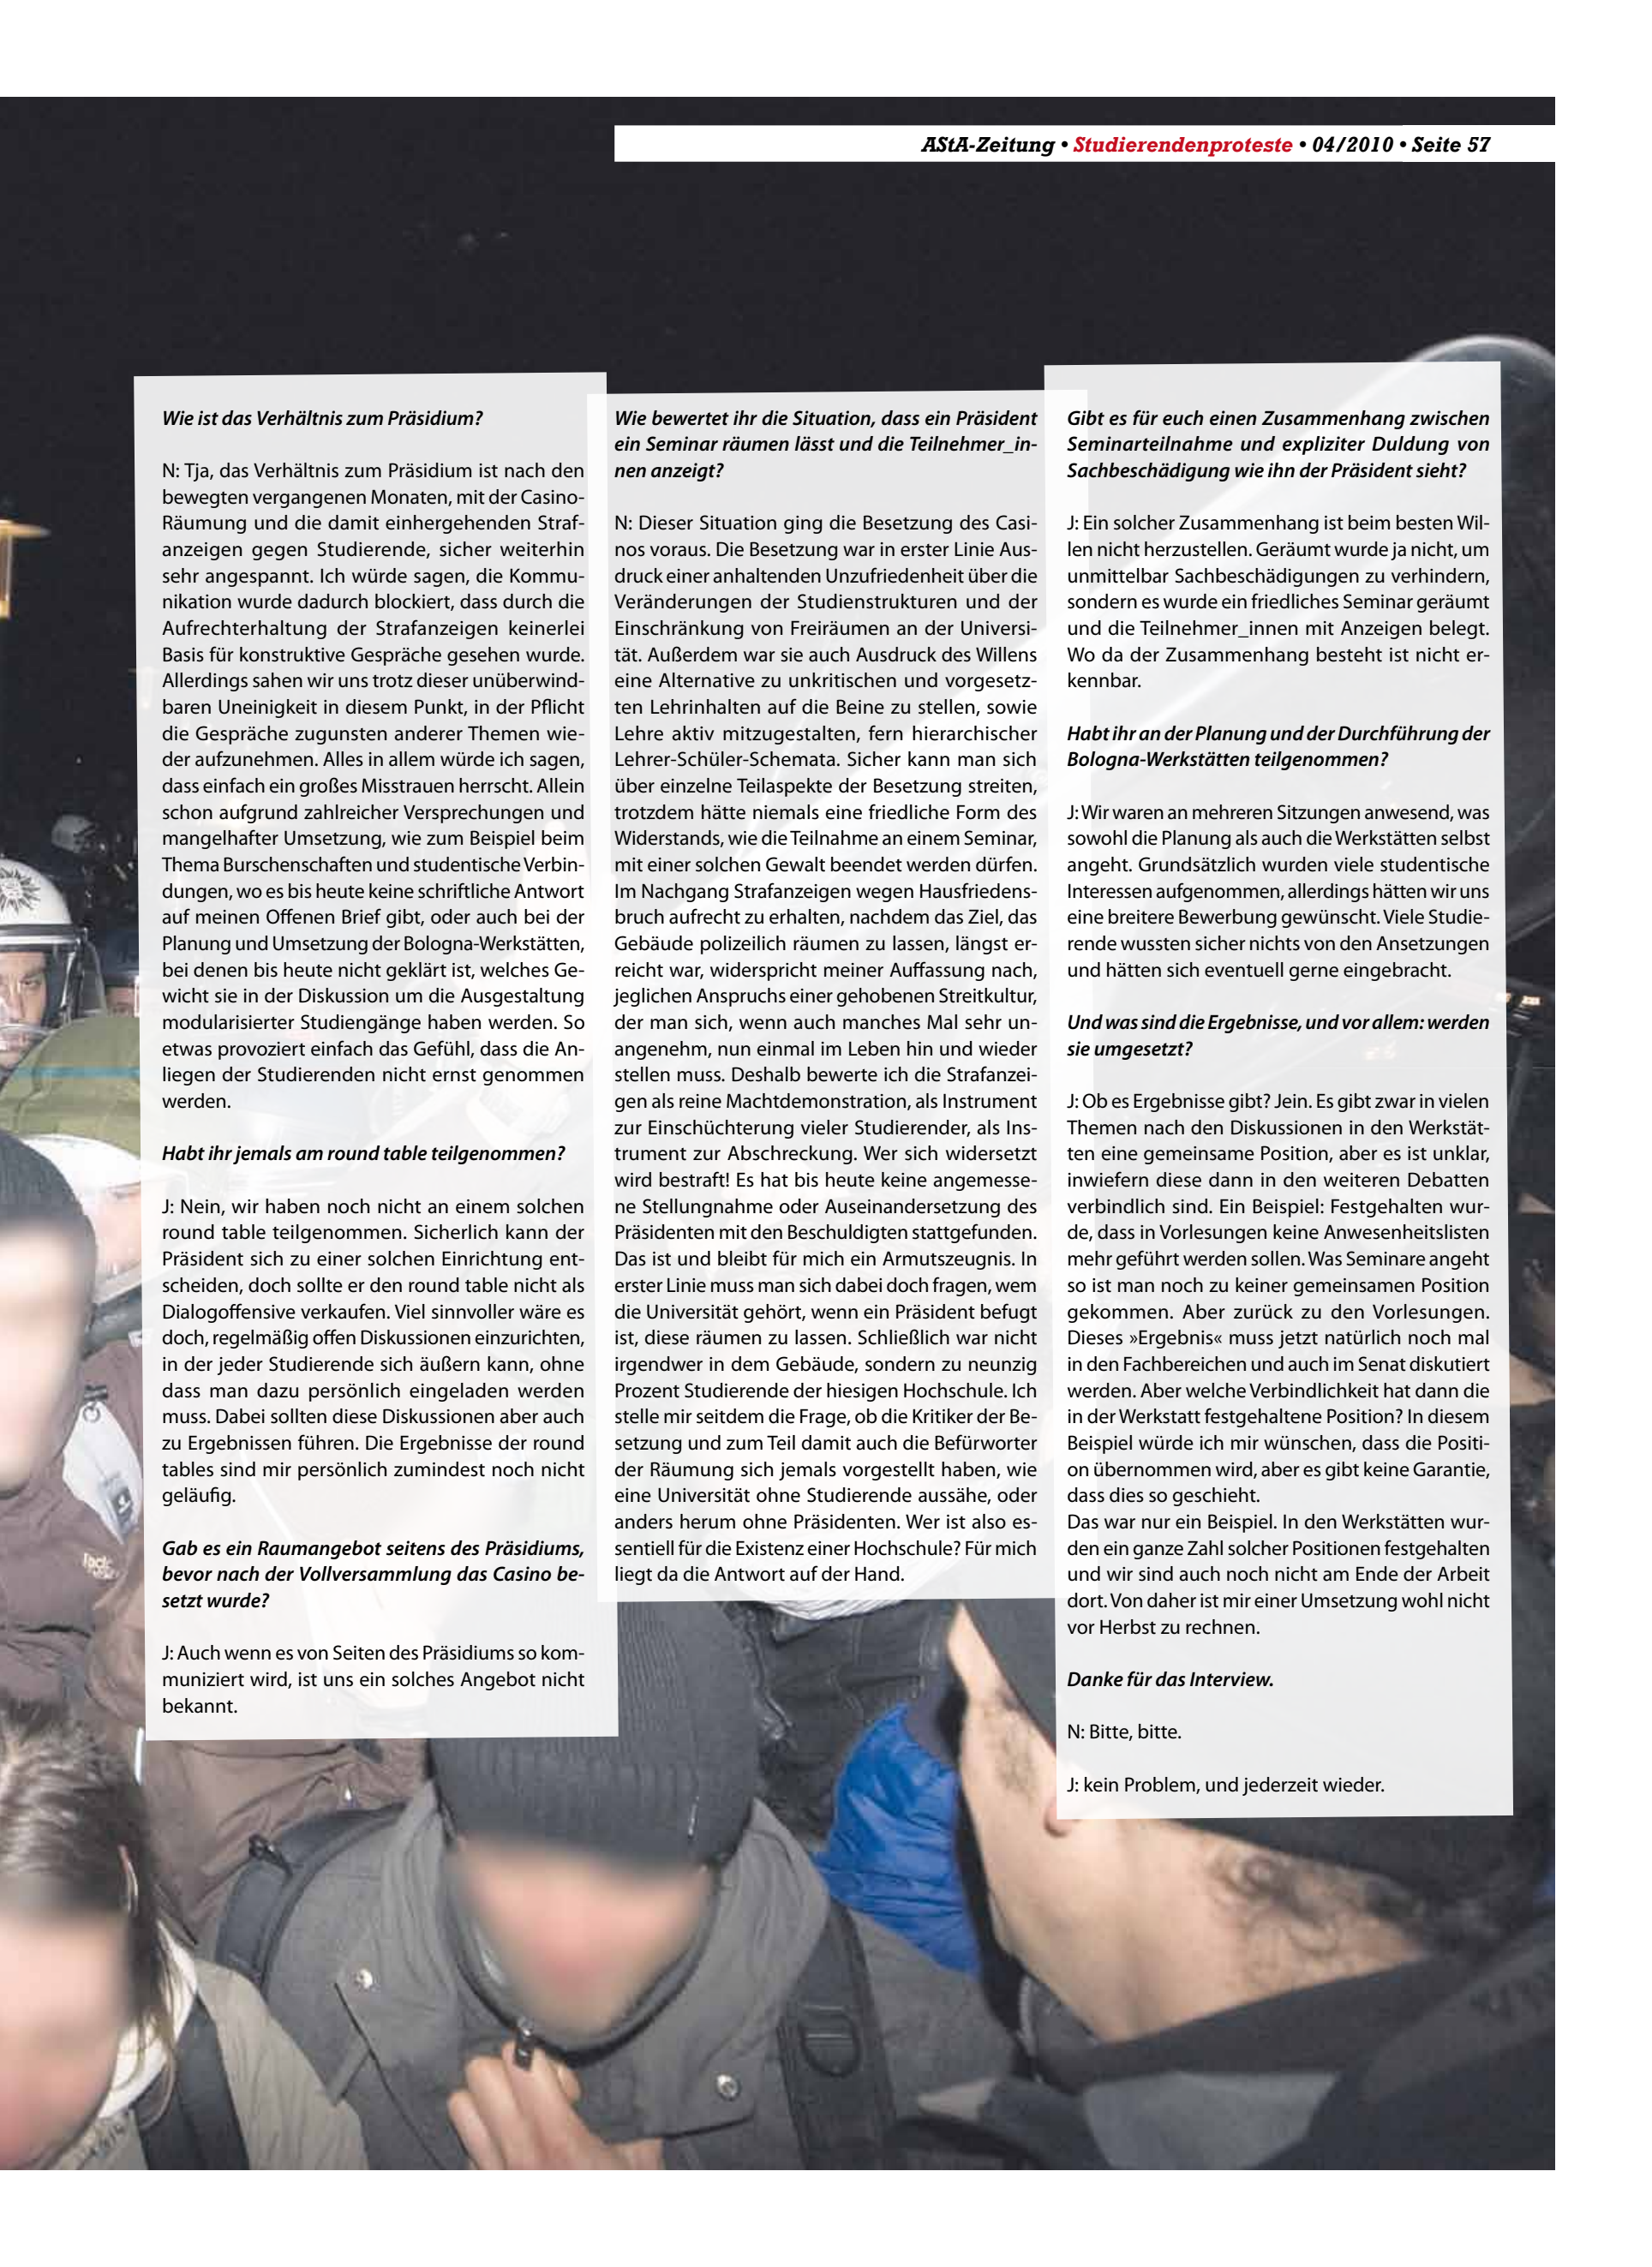 AStA-Zeitung • Studierendenproteste • 04/2010 • Seite 57
Wie ist das Verhältnis zum Präsidium?
N: Tja, das Verhältnis zum Präsidium ist nach den
bewegten vergangenen Monaten, mit der Casino-
Räumung und die damit einhergehenden Straf-
anzeigen gegen Studierende, sicher weiterhin
sehr angespannt. Ich würde sagen, die Kommu-
nikation wurde dadurch blockiert, dass durch die
Aufrechterhaltung der Strafanzeigen keinerlei
Basis für konstruktive Gespräche gesehen wurde.
Allerdings sahen wir uns trotz dieser unüberwind-
baren Uneinigkeit in diesem Punkt, in der Pflicht
die Gespräche zugunsten anderer Themen wie-
der aufzunehmen. Alles in allem würde ich sagen,
dass einfach ein großes Misstrauen herrscht. Allein
schon aufgrund zahlreicher Versprechungen und
mangelhafter Umsetzung, wie zum Beispiel beim
Thema Burschenschaften und studentische Verbin-
dungen, wo es bis heute keine schriftliche Antwort
auf meinen Offenen Brief gibt, oder auch bei der
Planung und Umsetzung der Bologna-Werkstätten,
bei denen bis heute nicht geklärt ist, welches Ge-
wicht sie in der Diskussion um die Ausgestaltung
modularisierter Studiengänge haben werden. So
etwas provoziert einfach das Gefühl, dass die An-
liegen der Studierenden nicht ernst genommen
werden.
Habt ihr jemals am round table teilgenommen?
J: Nein, wir haben noch nicht an einem solchen
round table teilgenommen. Sicherlich kann der
Präsident sich zu einer solchen Einrichtung ent-
scheiden, doch sollte er den round table nicht als
Dialogoffensive verkaufen. Viel sinnvoller wäre es
doch, regelmäßig offen Diskussionen einzurichten,
in der jeder Studierende sich äußern kann, ohne
dass man dazu persönlich eingeladen werden
muss. Dabei sollten diese Diskussionen aber auch
zu Ergebnissen führen. Die Ergebnisse der round
tables sind mir persönlich zumindest noch nicht
geläufig.
Gab es ein Raumangebot seitens des Präsidiums,
bevor nach der Vollversammlung das Casino be-
setzt wurde?
J: Auch wenn es von Seiten des Präsidiums so kom-
muniziert wird, ist uns ein solches Angebot nicht
bekannt.
Wie bewertet ihr die Situation, dass ein Präsident
ein Seminar räumen lässt und die Teilnehmer_in-
nen anzeigt?
N: Dieser Situation ging die Besetzung des Casi-
nos voraus. Die Besetzung war in erster Linie Aus-
druck einer anhaltenden Unzufriedenheit über die
Veränderungen der Studienstrukturen und der
Einschränkung von Freiräumen an der Universi-
tät. Außerdem war sie auch Ausdruck des Willens
eine Alternative zu unkritischen und vorgesetz-
ten Lehrinhalten auf die Beine zu stellen, sowie
Lehre aktiv mitzugestalten, fern hierarchischer
Lehrer-Schüler-Schemata. Sicher kann man sich
über einzelne Teilaspekte der Besetzung streiten,
trotzdem hätte niemals eine friedliche Form des
Widerstands, wie die Teilnahme an einem Seminar,
mit einer solchen Gewalt beendet werden dürfen.
Im Nachgang Strafanzeigen wegen Hausfriedens-
bruch aufrecht zu erhalten, nachdem das Ziel, das
Gebäude polizeilich räumen zu lassen, längst er-
reicht war, widerspricht meiner Auffassung nach,
jeglichen Anspruchs einer gehobenen Streitkultur,
der man sich, wenn auch manches Mal sehr un-
angenehm, nun einmal im Leben hin und wieder
stellen muss. Deshalb bewerte ich die Strafanzei-
gen als reine Machtdemonstration, als Instrument
zur Einschüchterung vieler Studierender, als Ins-
trument zur Abschreckung. Wer sich widersetzt
wird bestraft! Es hat bis heute keine angemesse-
ne Stellungnahme oder Auseinandersetzung des
Präsidenten mit den Beschuldigten stattgefunden.
Das ist und bleibt für mich ein Armutszeugnis. In
erster Linie muss man sich dabei doch fragen, wem
die Universität gehört, wenn ein Präsident befugt
ist, diese räumen zu lassen. Schließlich war nicht
irgendwer in dem Gebäude, sondern zu neunzig
Prozent Studierende der hiesigen Hochschule. Ich
stelle mir seitdem die Frage, ob die Kritiker der Be-
setzung und zum Teil damit auch die Befürworter
der Räumung sich jemals vorgestellt haben, wie
eine Universität ohne Studierende aussähe, oder
anders herum ohne Präsidenten. Wer ist also es-
sentiell für die Existenz einer Hochschule? Für mich
liegt da die Antwort auf der Hand.
Gibt es für euch einen Zusammenhang zwischen
Seminarteilnahme und expliziter Duldung von
Sachbeschädigung wie ihn der Präsident sieht?
J: Ein solcher Zusammenhang ist beim besten Wil-
len nicht herzustellen. Geräumt wurde ja nicht, um
unmittelbar Sachbeschädigungen zu verhindern,
sondern es wurde ein friedliches Seminar geräumt
und die Teilnehmer_innen mit Anzeigen belegt.
Wo da der Zusammenhang besteht ist nicht er-
kennbar.
Habt ihr an der Planung und der Durchführung der
Bologna-Werkstätten teilgenommen?
J: Wir waren an mehreren Sitzungen anwesend, was
sowohl die Planung als auch die Werkstätten selbst
angeht. Grundsätzlich wurden viele studentische
Interessen aufgenommen, allerdings hätten wir uns
eine breitere Bewerbung gewünscht. Viele Studie-
rende wussten sicher nichts von den Ansetzungen
und hätten sich eventuell gerne eingebracht.
Und was sind die Ergebnisse, und vor allem: werden
sie umgesetzt?
J: Ob es Ergebnisse gibt? Jein. Es gibt zwar in vielen
Themen nach den Diskussionen in den Werkstät-
ten eine gemeinsame Position, aber es ist unklar,
inwiefern diese dann in den weiteren Debatten
verbindlich sind. Ein Beispiel: Festgehalten wur-
de, dass in Vorlesungen keine Anwesenheitslisten
mehr geführt werden sollen. Was Seminare angeht
so ist man noch zu keiner gemeinsamen Position
gekommen. Aber zurück zu den Vorlesungen.
Dieses »Ergebnis« muss jetzt natürlich noch mal
in den Fachbereichen und auch im Senat diskutiert
werden. Aber welche Verbindlichkeit hat dann die
in der Werkstatt festgehaltene Position? In diesem
Beispiel würde ich mir wünschen, dass die Positi-
on übernommen wird, aber es gibt keine Garantie,
dass dies so geschieht.
Das war nur ein Beispiel. In den Werkstätten wur-
den ein ganze Zahl solcher Positionen festgehalten
und wir sind auch noch nicht am Ende der Arbeit
dort. Von daher ist mir einer Umsetzung wohl nicht
vor Herbst zu rechnen.
Danke für das Interview.
N: Bitte, bitte.
J: kein Problem, und jederzeit wieder.